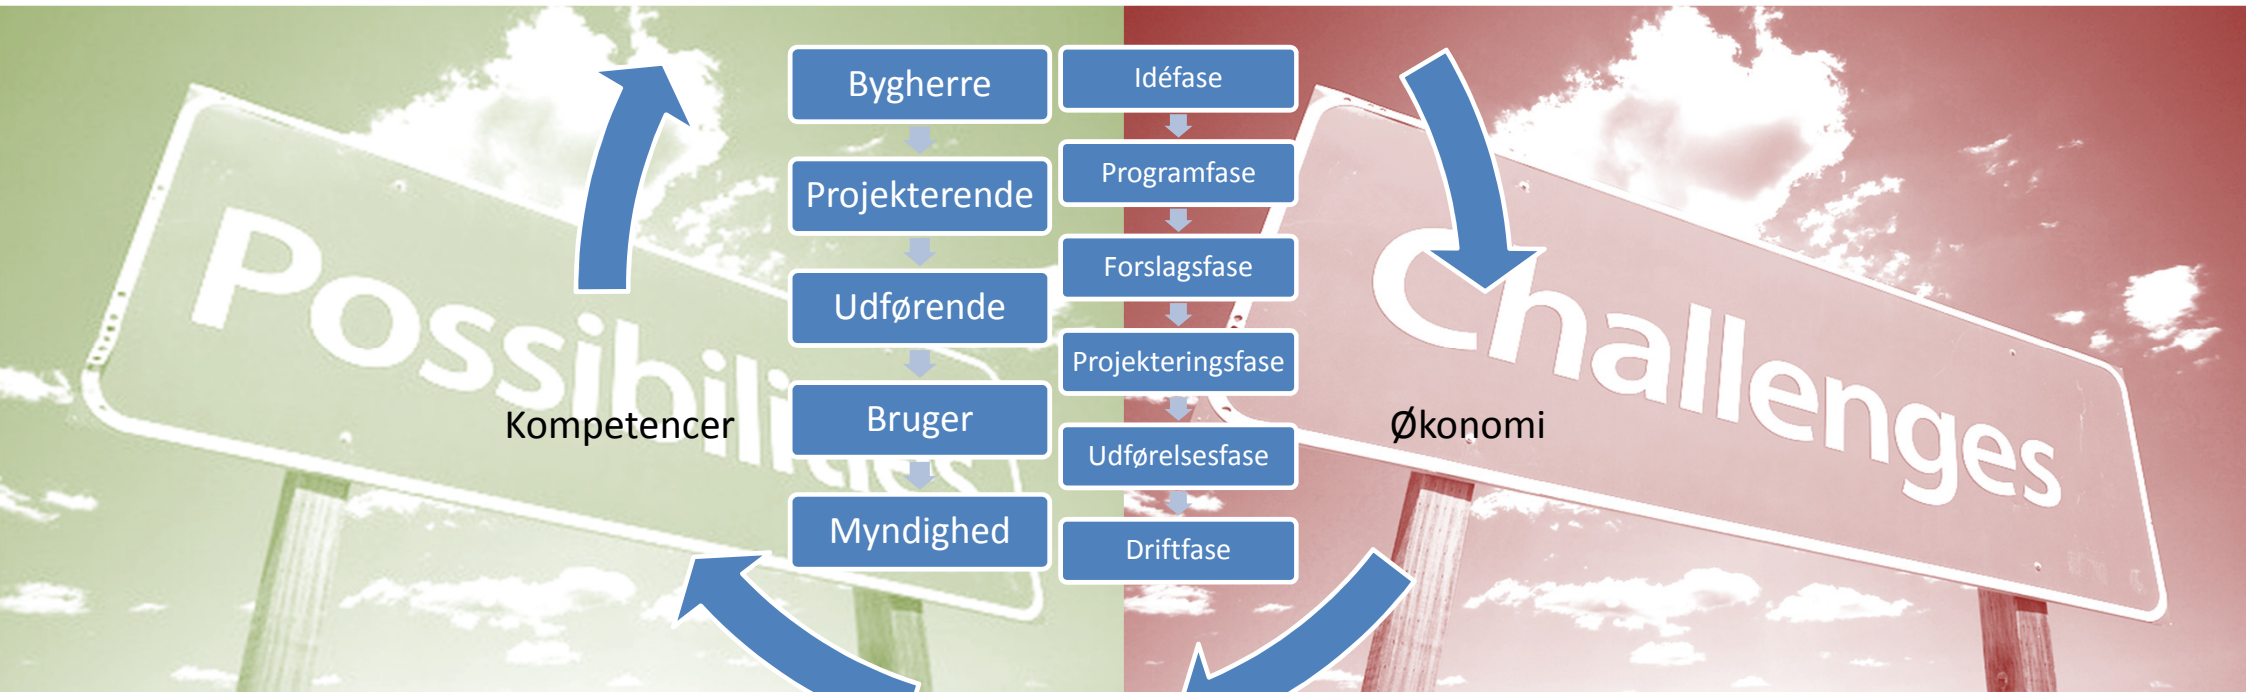 Bygherre
Projekterende
Udførende
Bruger
Myndighed
Idéfase
Programfase
Forslagsfase
Projekteringsfase
Udførelsesfase
Driftfase
Kompetencer
Økonomi
Possibilities
Challenges